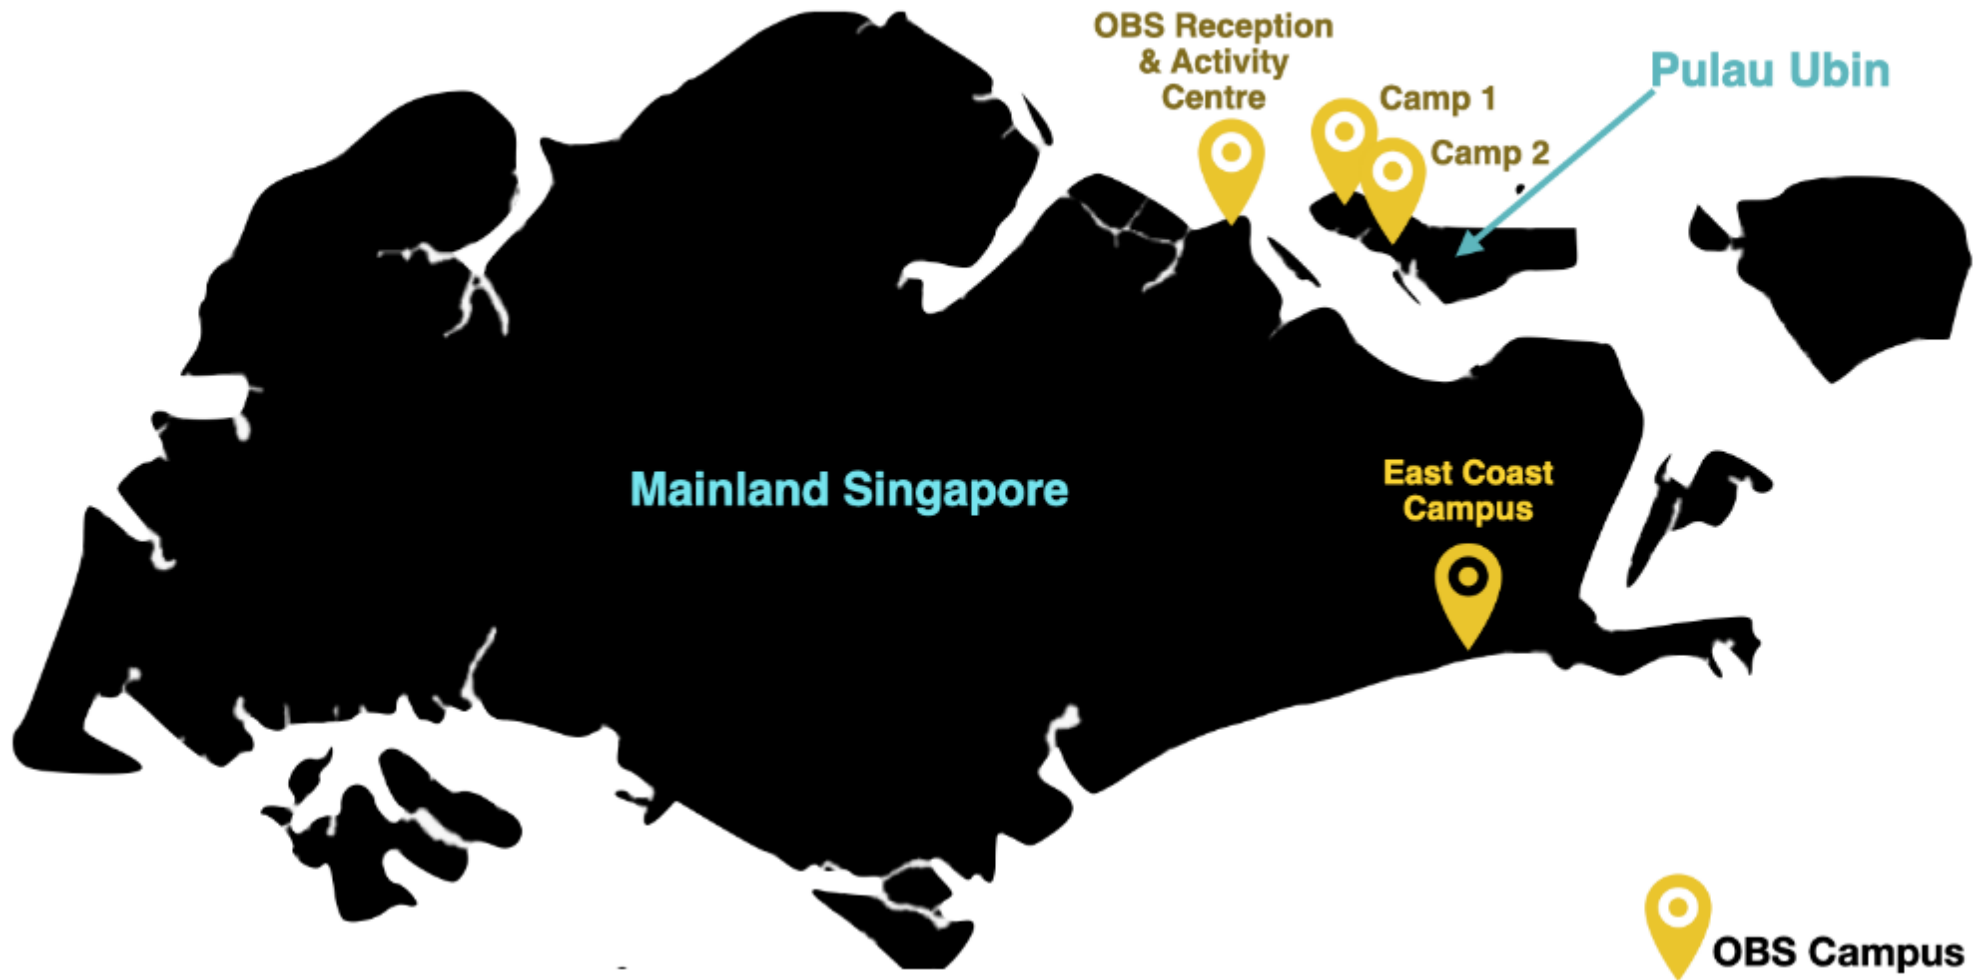 OBS Reception
& Activity
Centre
Camp 1
Camp 2
Pulau Ubin
Mainland Singapore
East Coast
Campus
OBS Campus